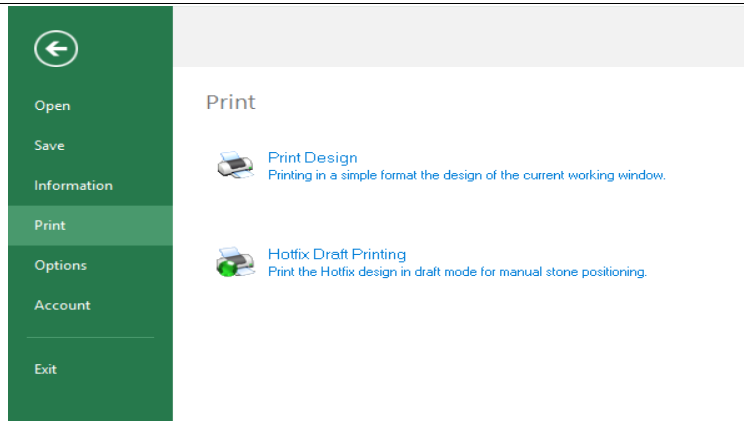 Open
Save
Information
Print
Options
Account
Exit
Print
Print Design
Printing in a simple format the design of the current working window.
Hotfix Draft Printing
Print the Hotfix design in draft mode for manual stone positioning.